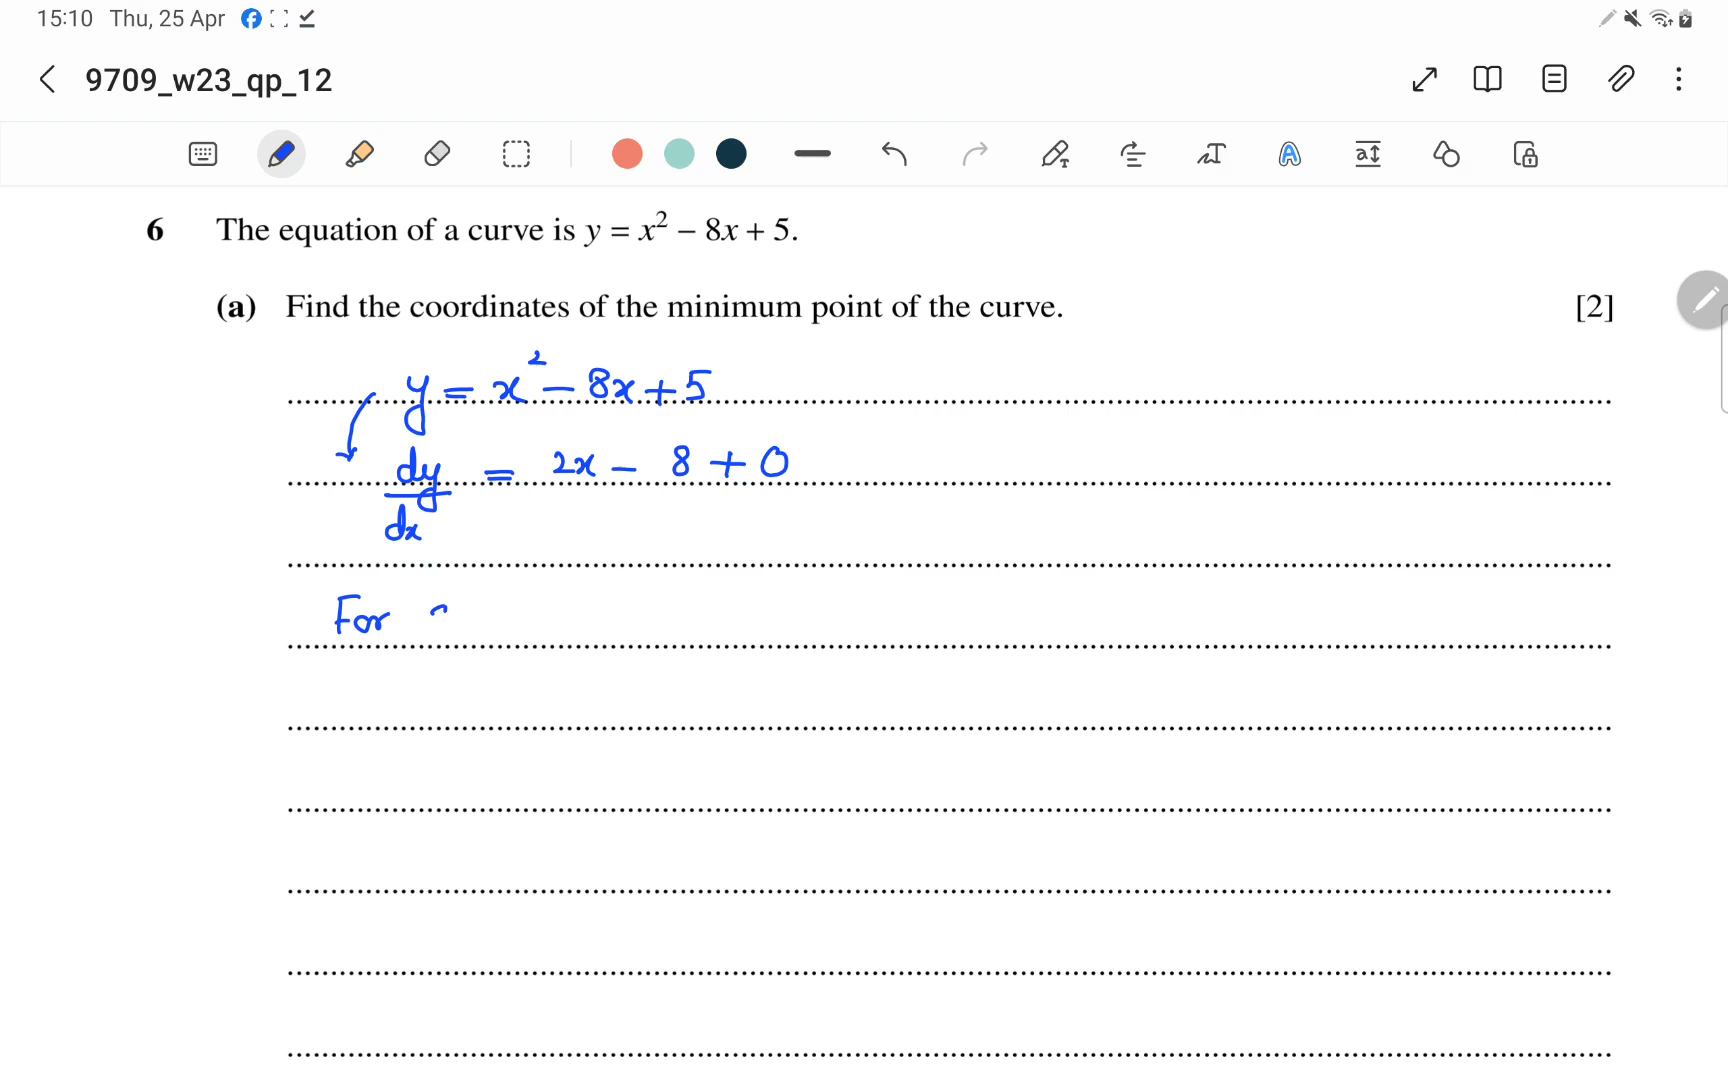 15:10 Thu, 25 Apr
9709_w23_qp_12
6 The equation of a curve is y = x² − 8x + 5.
(a) Find the coordinates of the minimum point of the curve. [2]
y = x² − 8x + 5
dy/dx = 2x − 8 + 0
For